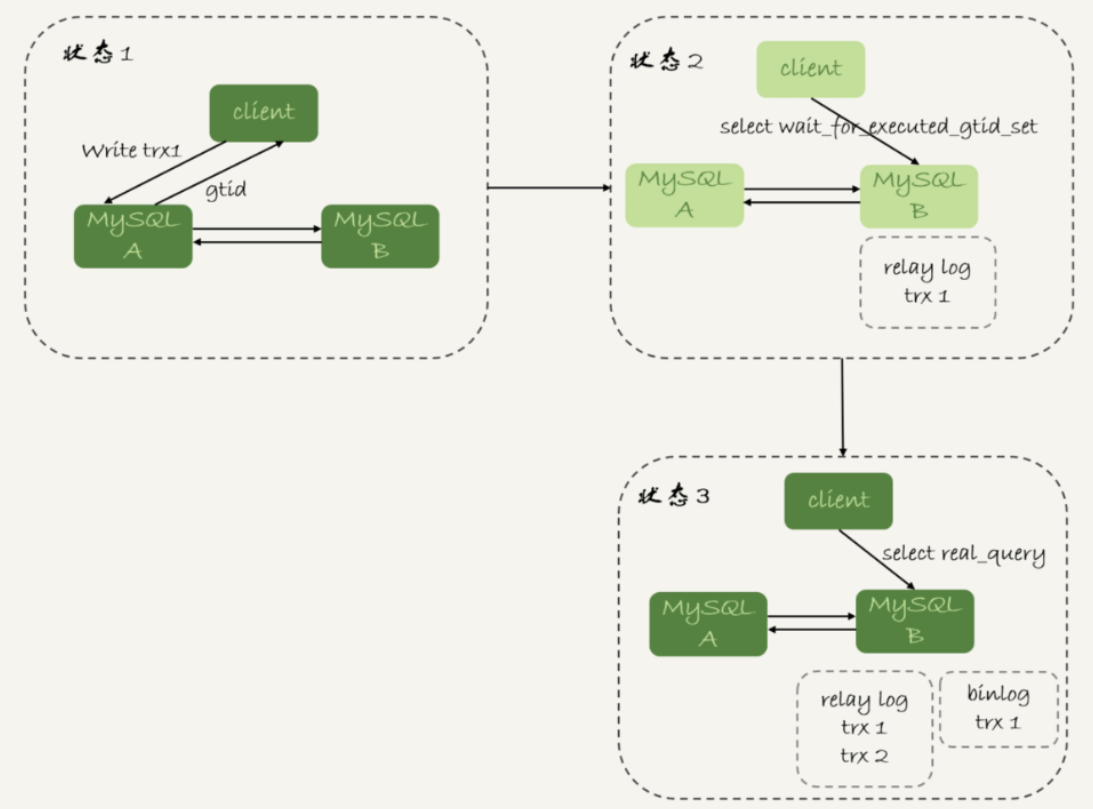 状态1
client
Write trx1
gtid
MySQL
A
MySQL
B
状态2
client
select wait_for_executed_gtid_set
MySQL
A
MySQL
B
relay log
trx 1
状态3
client
select real_query
MySQL
A
MySQL
B
relay log
trx 1
trx 2
binlog
trx 1